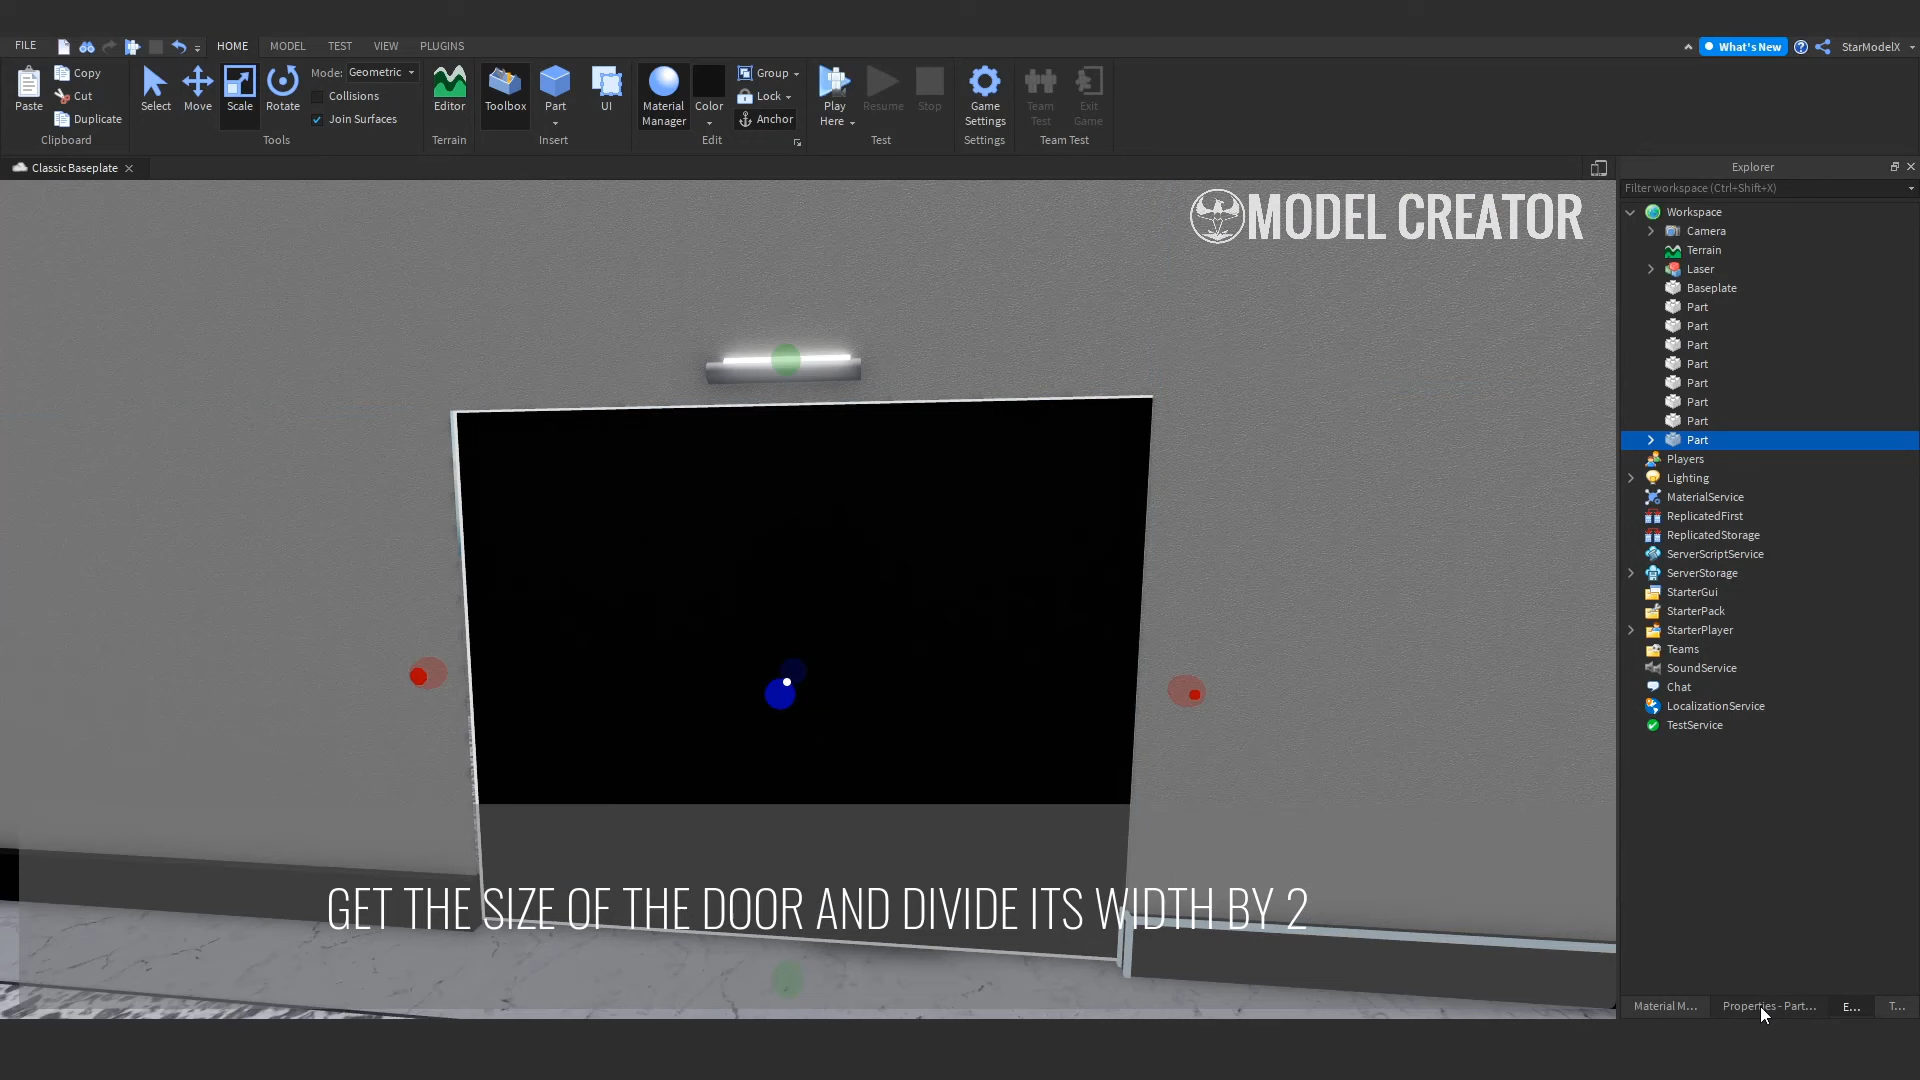 FILE
HOME
MODEL
TEST
VIEW
PLUGINS
What's New
StarModelX
Paste
Copy
Cut
Duplicate
Clipboard
Select
Move
Scale
Rotate
Mode: Geometric
Collisions
Join Surfaces
Tools
Editor
Terrain
Toolbox
Part
UI
Insert
Material
Manager
Color
Group
Lock
Anchor
Edit
Play
Here
Resume
Stop
Test
Game
Settings
Settings
Team
Test
Exit
Game
Team Test
Classic Baseplate
MODEL CREATOR
GET THE SIZE OF THE DOOR AND DIVIDE ITS WIDTH BY 2
Explorer
Filter workspace (Ctrl+Shift+X)
Workspace
Camera
Terrain
Laser
Baseplate
Part
Part
Part
Part
Part
Part
Part
Part
Players
Lighting
MaterialService
ReplicatedFirst
ReplicatedStorage
ServerScriptService
ServerStorage
StarterGui
StarterPack
StarterPlayer
Teams
SoundService
Chat
LocalizationService
TestService
Material M...
Properties - Part...
E...
T...